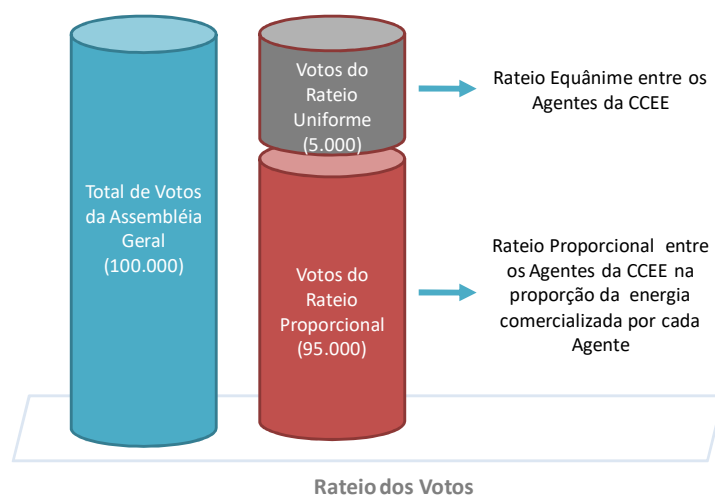 Total de Votos
da Assembléia
Geral
(100.000)
Votos do
Rateio
Uniforme
(5.000)
Rateio Equânime entre os
Agentes da CCEE
Votos do
Rateio
Proporcional
(95.000)
Rateio Proporcional entre
os Agentes da CCEE na
proporção da energia
comercializada por cada
Agente
Rateio dos Votos